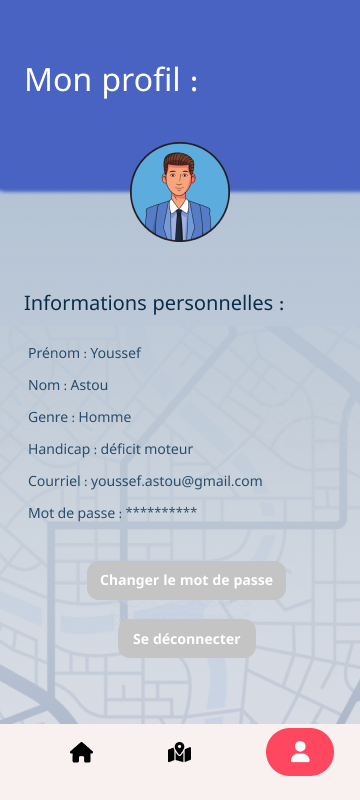 Mon profil :
Informations personnelles :
Prénom : Youssef
Nom : Astou
Genre : Homme
Handicap : déficit moteur
Courriel : youssef.astou@gmail.com
Mot de passe : **********
Changer le mot de passe
Se déconnecter